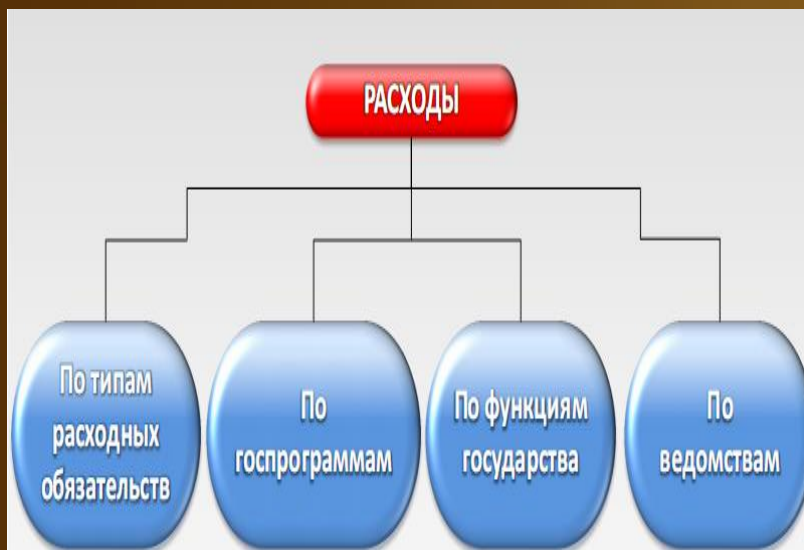 РАСХОДЫ
По типам
расходных
обязательств
По
госпрограммам
По функциям
государства
По
ведомствам